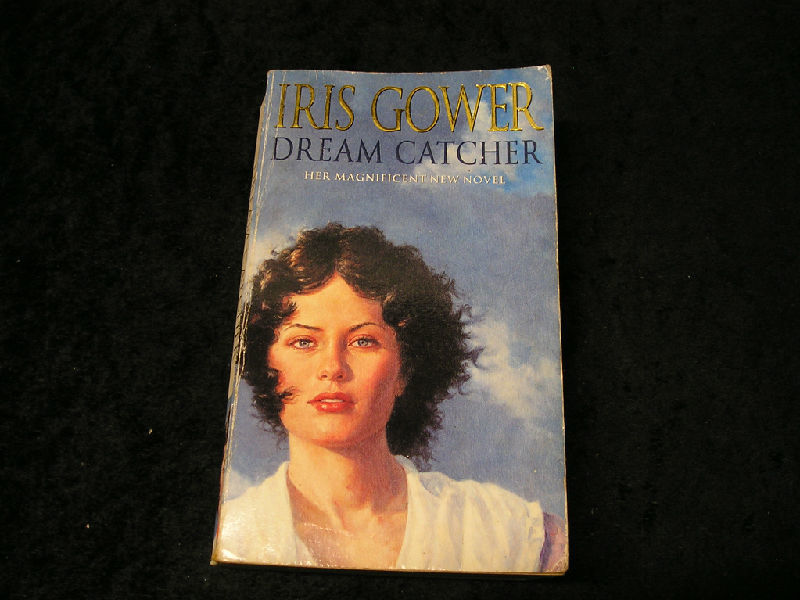 IRIS GOWER
DREAM CATCHER
HER MAGNIFICENT NEW NOVEL